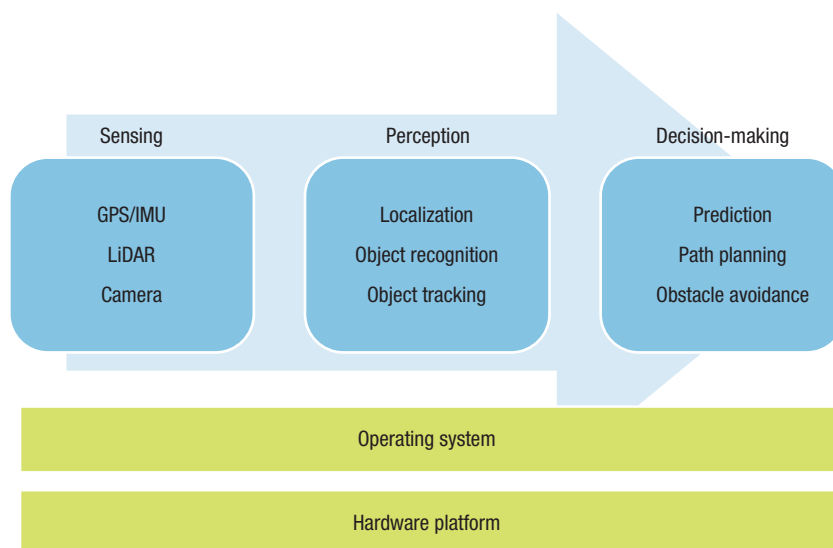 Sensing
GPS/IMU
LiDAR
Camera
Perception
Localization
Object recognition
Object tracking
Decision-making
Prediction
Path planning
Obstacle avoidance
Operating system
Hardware platform